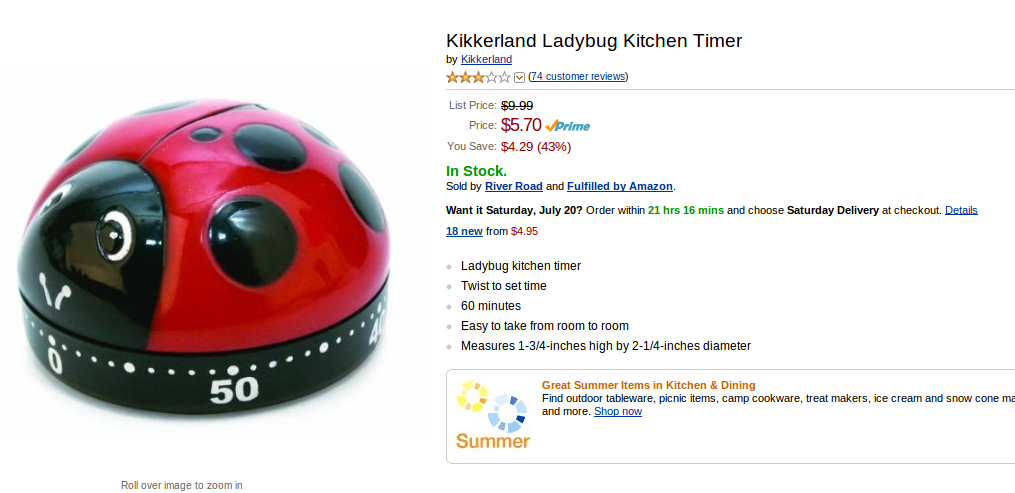 Kikkerland Ladybug Kitchen Timer
by Kikkerland
(74 customer reviews)
List Price: $9.99
Price: $5.70 Prime
You Save: $4.29 (43%)
In Stock.
Sold by River Road and Fulfilled by Amazon.
Want it Saturday, July 20? Order within 21 hrs 16 mins and choose Saturday Delivery at checkout. Details
18 new from $4.95
Ladybug kitchen timer
Twist to set time
60 minutes
Easy to take from room to room
Measures 1-3/4-inches high by 2-1/4-inches diameter
0
50
40
Great Summer Items in Kitchen & Dining
Find outdoor tableware, picnic items, camp cookware, treat makers, ice cream and snow cone
and more. Shop now
Summer
Roll over image to zoom in